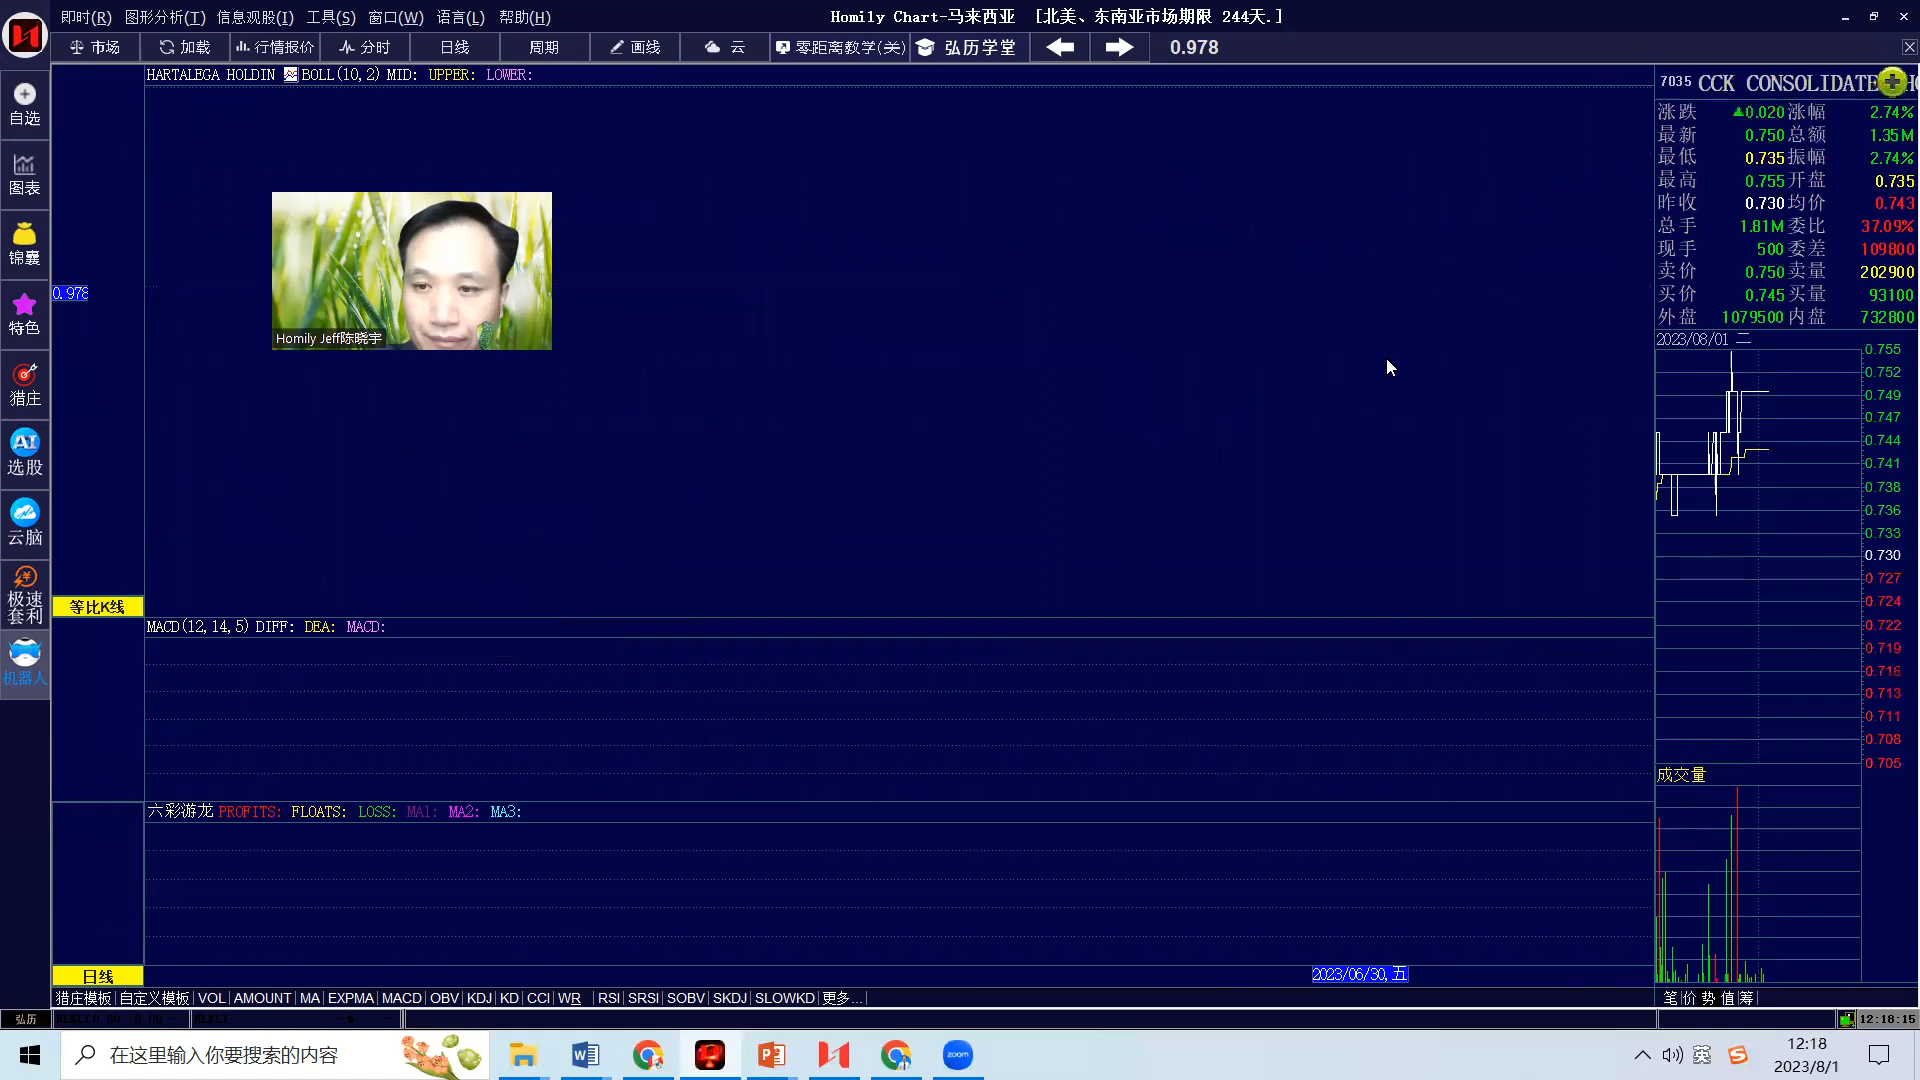 即时(R) 图形分析(T) 信息观股(I) 工具(S) 窗口(W) 语言(L) 帮助(H) Homily Chart-马来西亚 [北美、东南亚市场期限 244天.]
市场 加载 行情报价 分时 日线 周期 画线 云 零距离教学(关) 弘历学堂 0.978
HARTALEGA HOLDIN BOLL(10,2) MID: UPPER: LOWER:
7035 CCK CONSOLIDATE
自选
图表
锦囊
特色
猎庄
AI
选股
云脑
极速
套利
机器人
涨跌 0.020 涨幅 2.74%
最新 0.750 总额 1.35M
最低 0.735 振幅 2.74%
最高 0.755 开盘 0.735
昨收 0.730 均价 0.743
总手 1.81M 委比 37.09%
现手 500 委差 109800
卖价 0.750 卖量 202900
买价 0.745 买量 93100
外盘 1079500 内盘 732800
2023/08/01 二
0.978
Homily Jeff陈晓宇
0.755
0.752
0.749
0.747
0.744
0.741
0.738
0.736
0.733
0.730
0.727
0.724
0.722
0.719
0.716
0.713
0.711
0.708
0.705
等比K线
MACD(12,14,5) DIFF: DEA: MACD:
成交量
六彩游龙 PROFITS: FLOATS: LOSS: MA1: MA2: MA3:
日线
2023/06/30,五
猎庄模板 自定义模板 VOL AMOUNT MA EXPMA MACD OBV KDJ KD CCI WR RSI SRSI SOBV SKDJ SLOWKD 更多...
笔 价 势 值 筹
弘历
12:18:15
在这里输入你要搜索的内容
zoom
英
12:18
2023/8/1